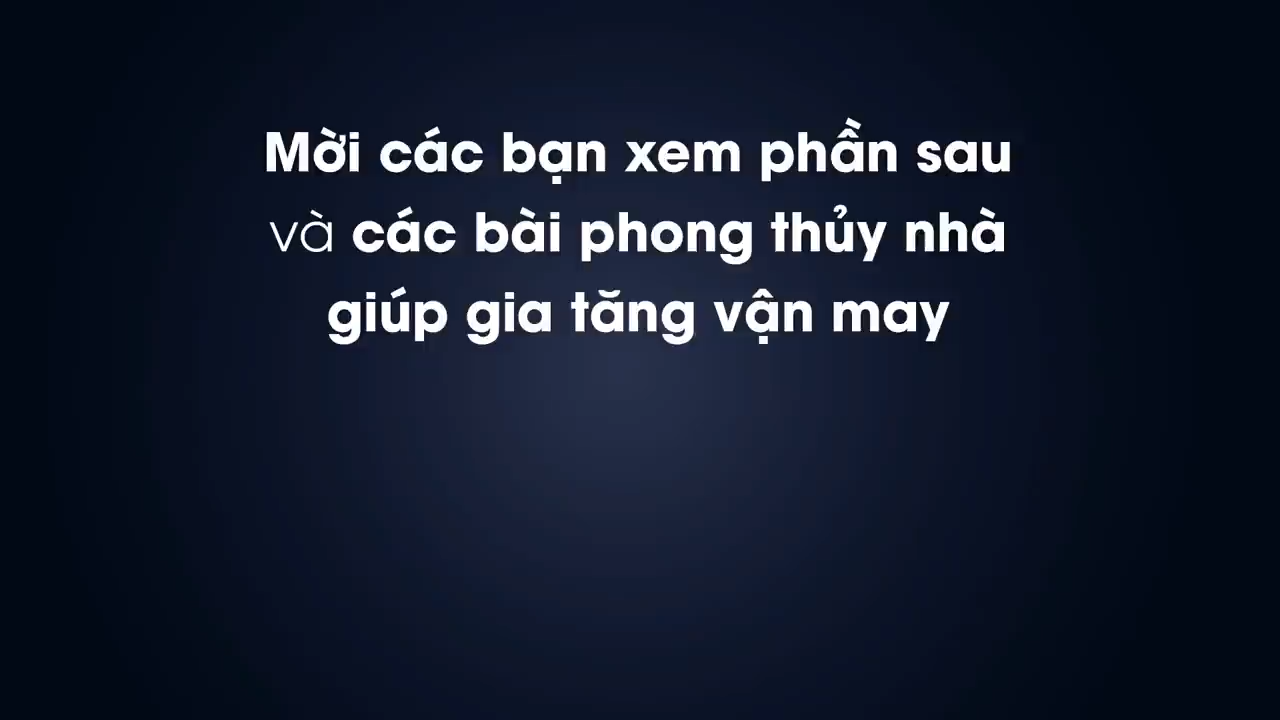 Mời các bạn xem phần sau
và các bài phong thủy nhà
giúp gia tăng vận may